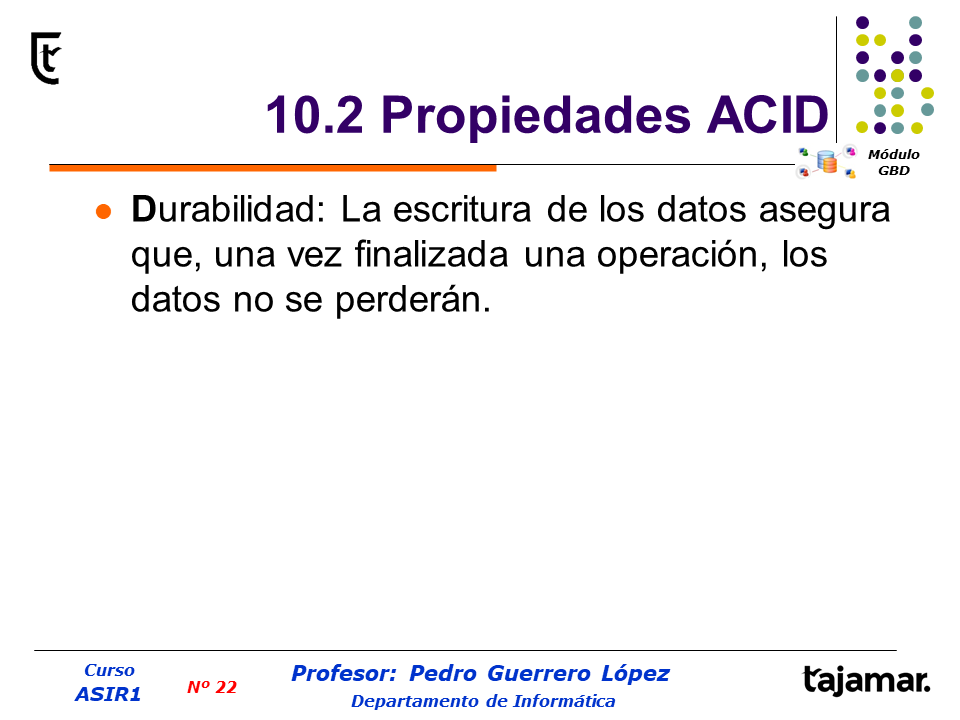 10.2 Propiedades ACID
Módulo
GBD
Durabilidad: La escritura de los datos asegura
que, una vez finalizada una operación, los
datos no se perderán.
Curso
ASIR1
Nº 22
Profesor: Pedro Guerrero López
Departamento de Informática
tajamar.